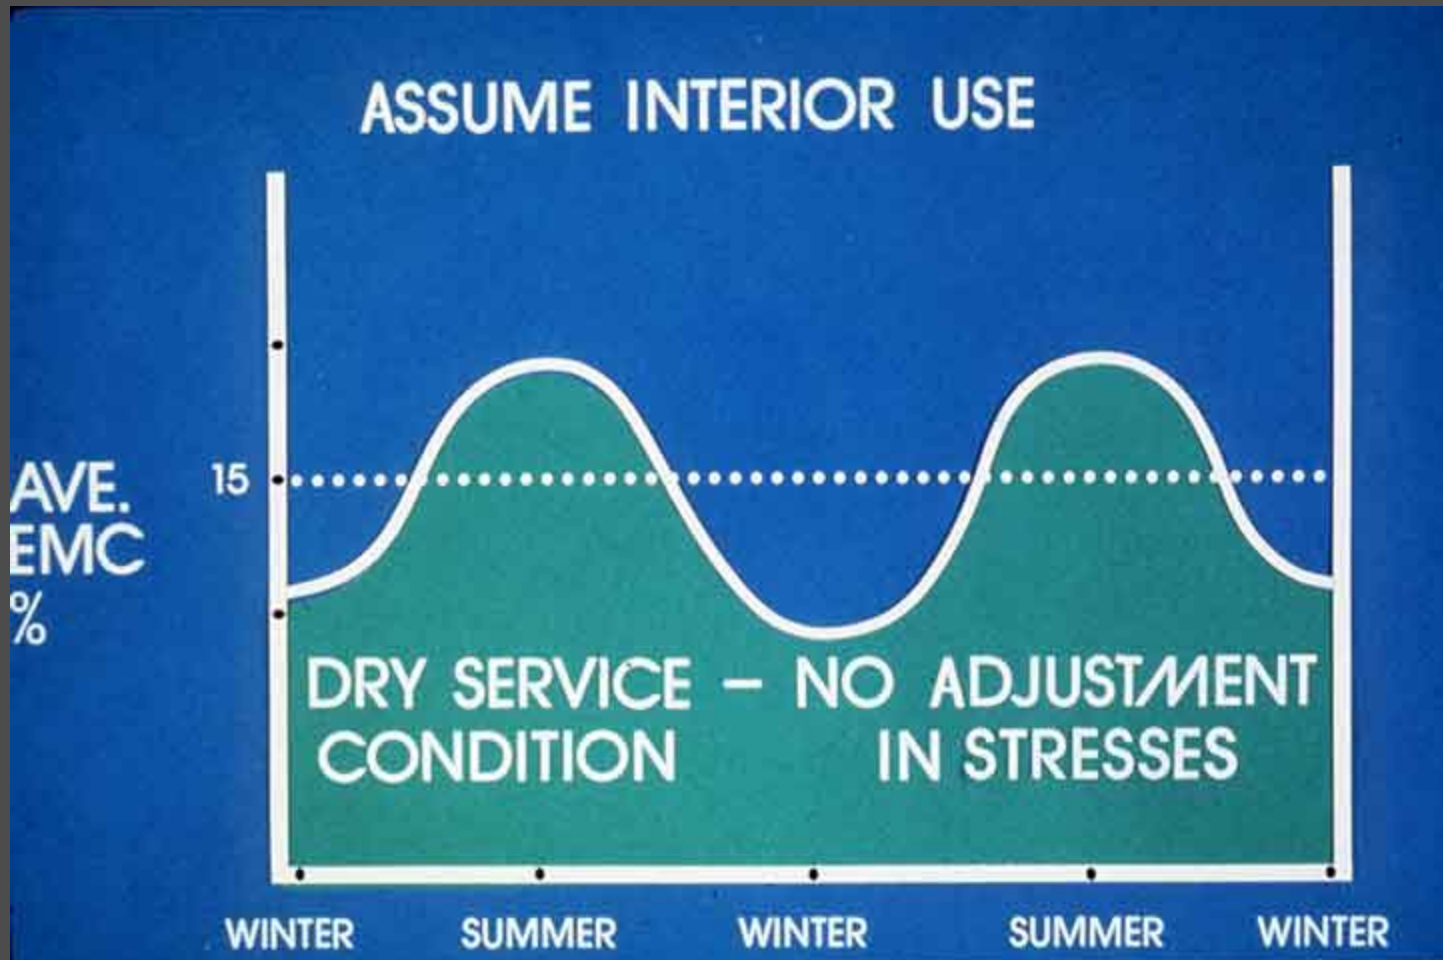 ASSUME INTERIOR USE
15
AVE.
EMC
%
DRY SERVICE – NO ADJUSTMENT
CONDITION IN STRESSES
WINTER SUMMER WINTER SUMMER WINTER